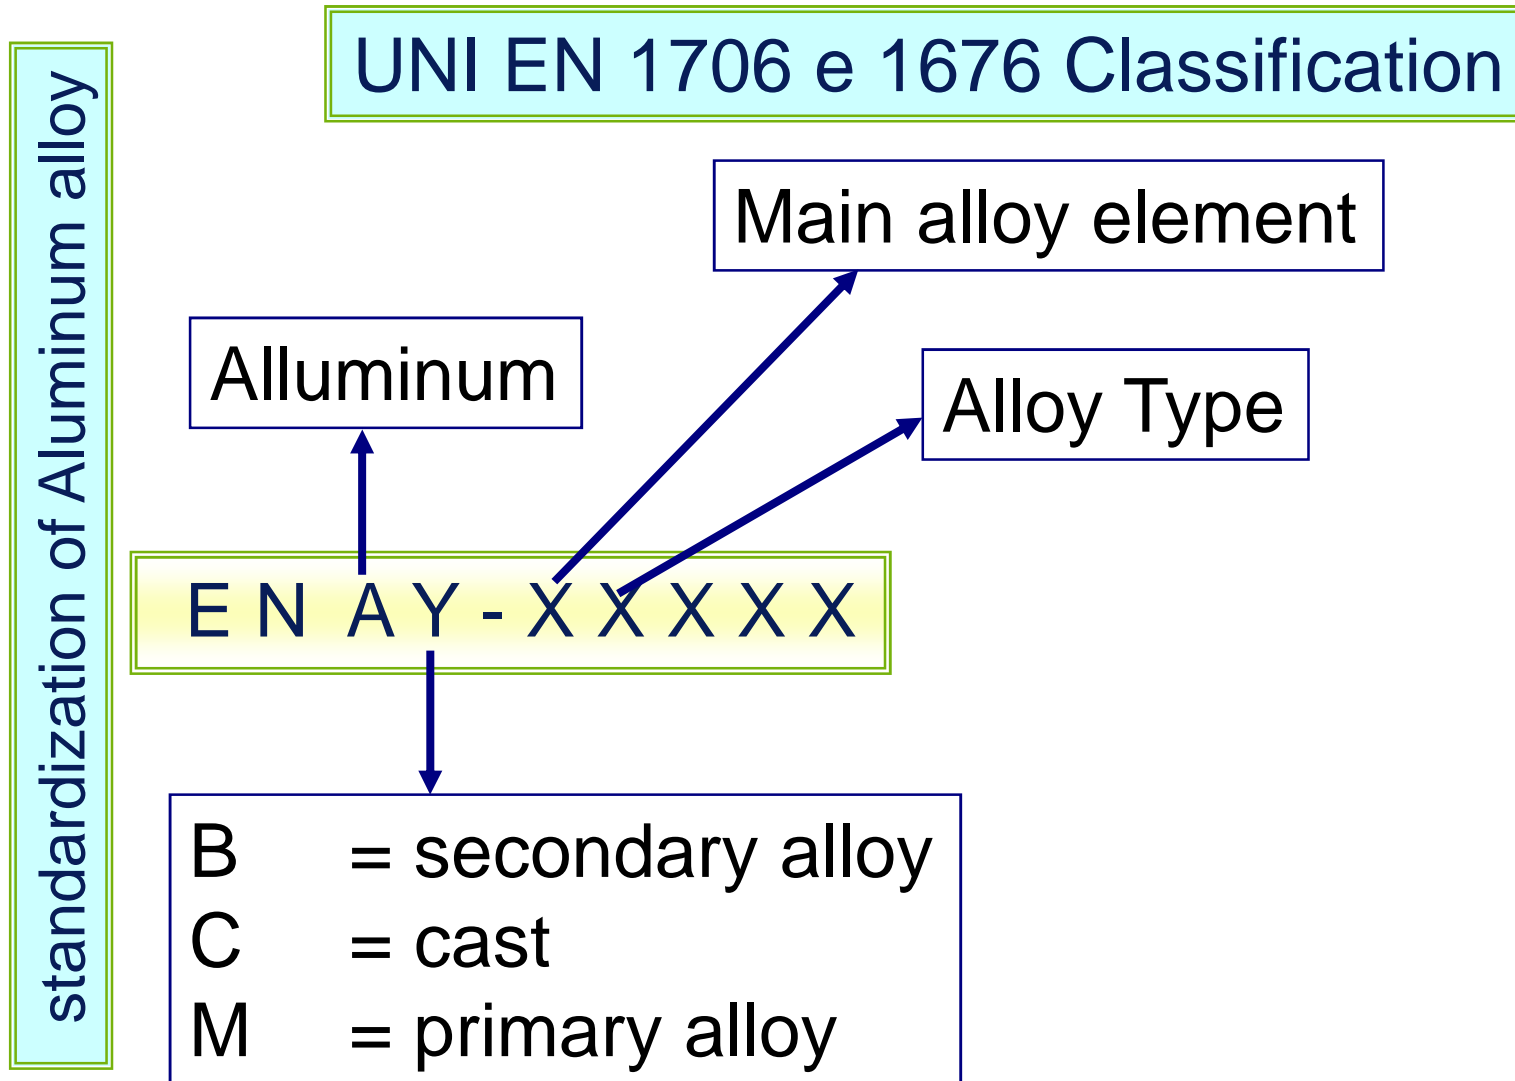 UNI EN 1706 e 1676 Classification
standardization of Aluminum alloy
Main alloy element
Alluminum
Alloy Type
E N A Y - X X X X X
B = secondary alloy
C = cast
M = primary alloy